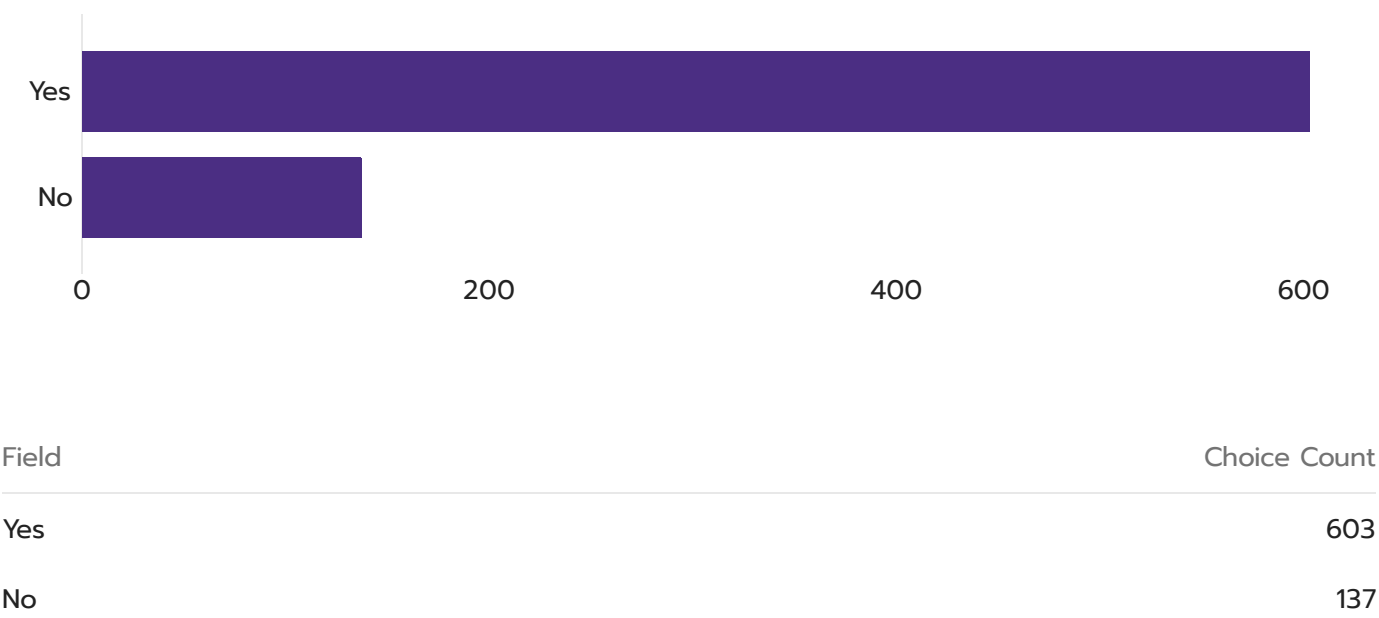 Yes
No
0 200 400 600
Field Choice Count
Yes 603
No 137